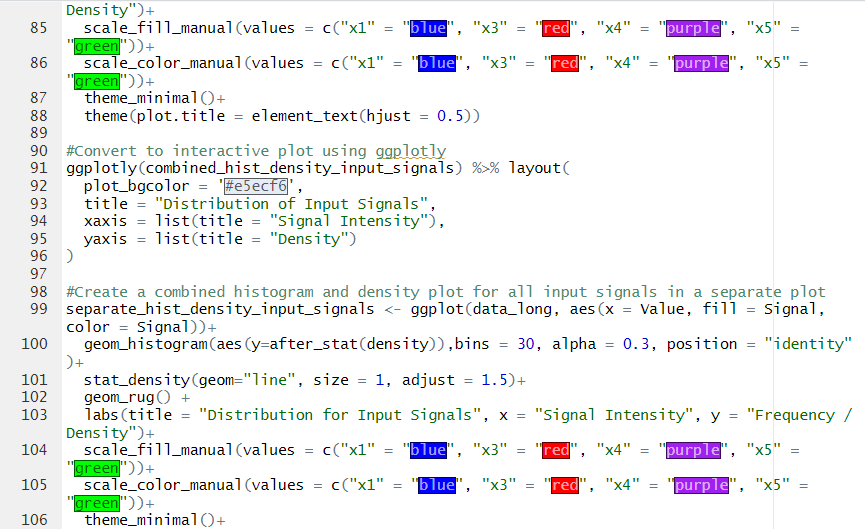 Density")+
85   scale_fill_manual(values = c("x1" = "blue", "x3" = "red", "x4" = "purple", "x5" =
"green"))+
86   scale_color_manual(values = c("x1" = "blue", "x3" = "red", "x4" = "purple", "x5" =
"green"))+
87   theme_minimal()+
88   theme(plot.title = element_text(hjust = 0.5))
89
90 #Convert to interactive plot using ggplotly
91 ggplotly(combined_hist_density_input_signals) %>% layout(
92   plot_bgcolor = '#e5ecf6',
93   title = "Distribution of Input Signals",
94   xaxis = list(title = "Signal Intensity"),
95   yaxis = list(title = "Density")
96 )
97
98 #Create a combined histogram and density plot for all input signals in a separate plot
99 separate_hist_density_input_signals <- ggplot(data_long, aes(x = Value, fill = Signal,
color = Signal))+
100   geom_histogram(aes(y=after_stat(density)),bins = 30, alpha = 0.3, position = "identity"
)+
101   stat_density(geom="line", size = 1, adjust = 1.5)+
102   geom_rug() +
103   labs(title = "Distribution for Input Signals", x = "Signal Intensity", y = "Frequency /
Density")+
104   scale_fill_manual(values = c("x1" = "blue", "x3" = "red", "x4" = "purple", "x5" =
"green"))+
105   scale_color_manual(values = c("x1" = "blue", "x3" = "red", "x4" = "purple", "x5" =
"green"))+
106   theme_minimal()+